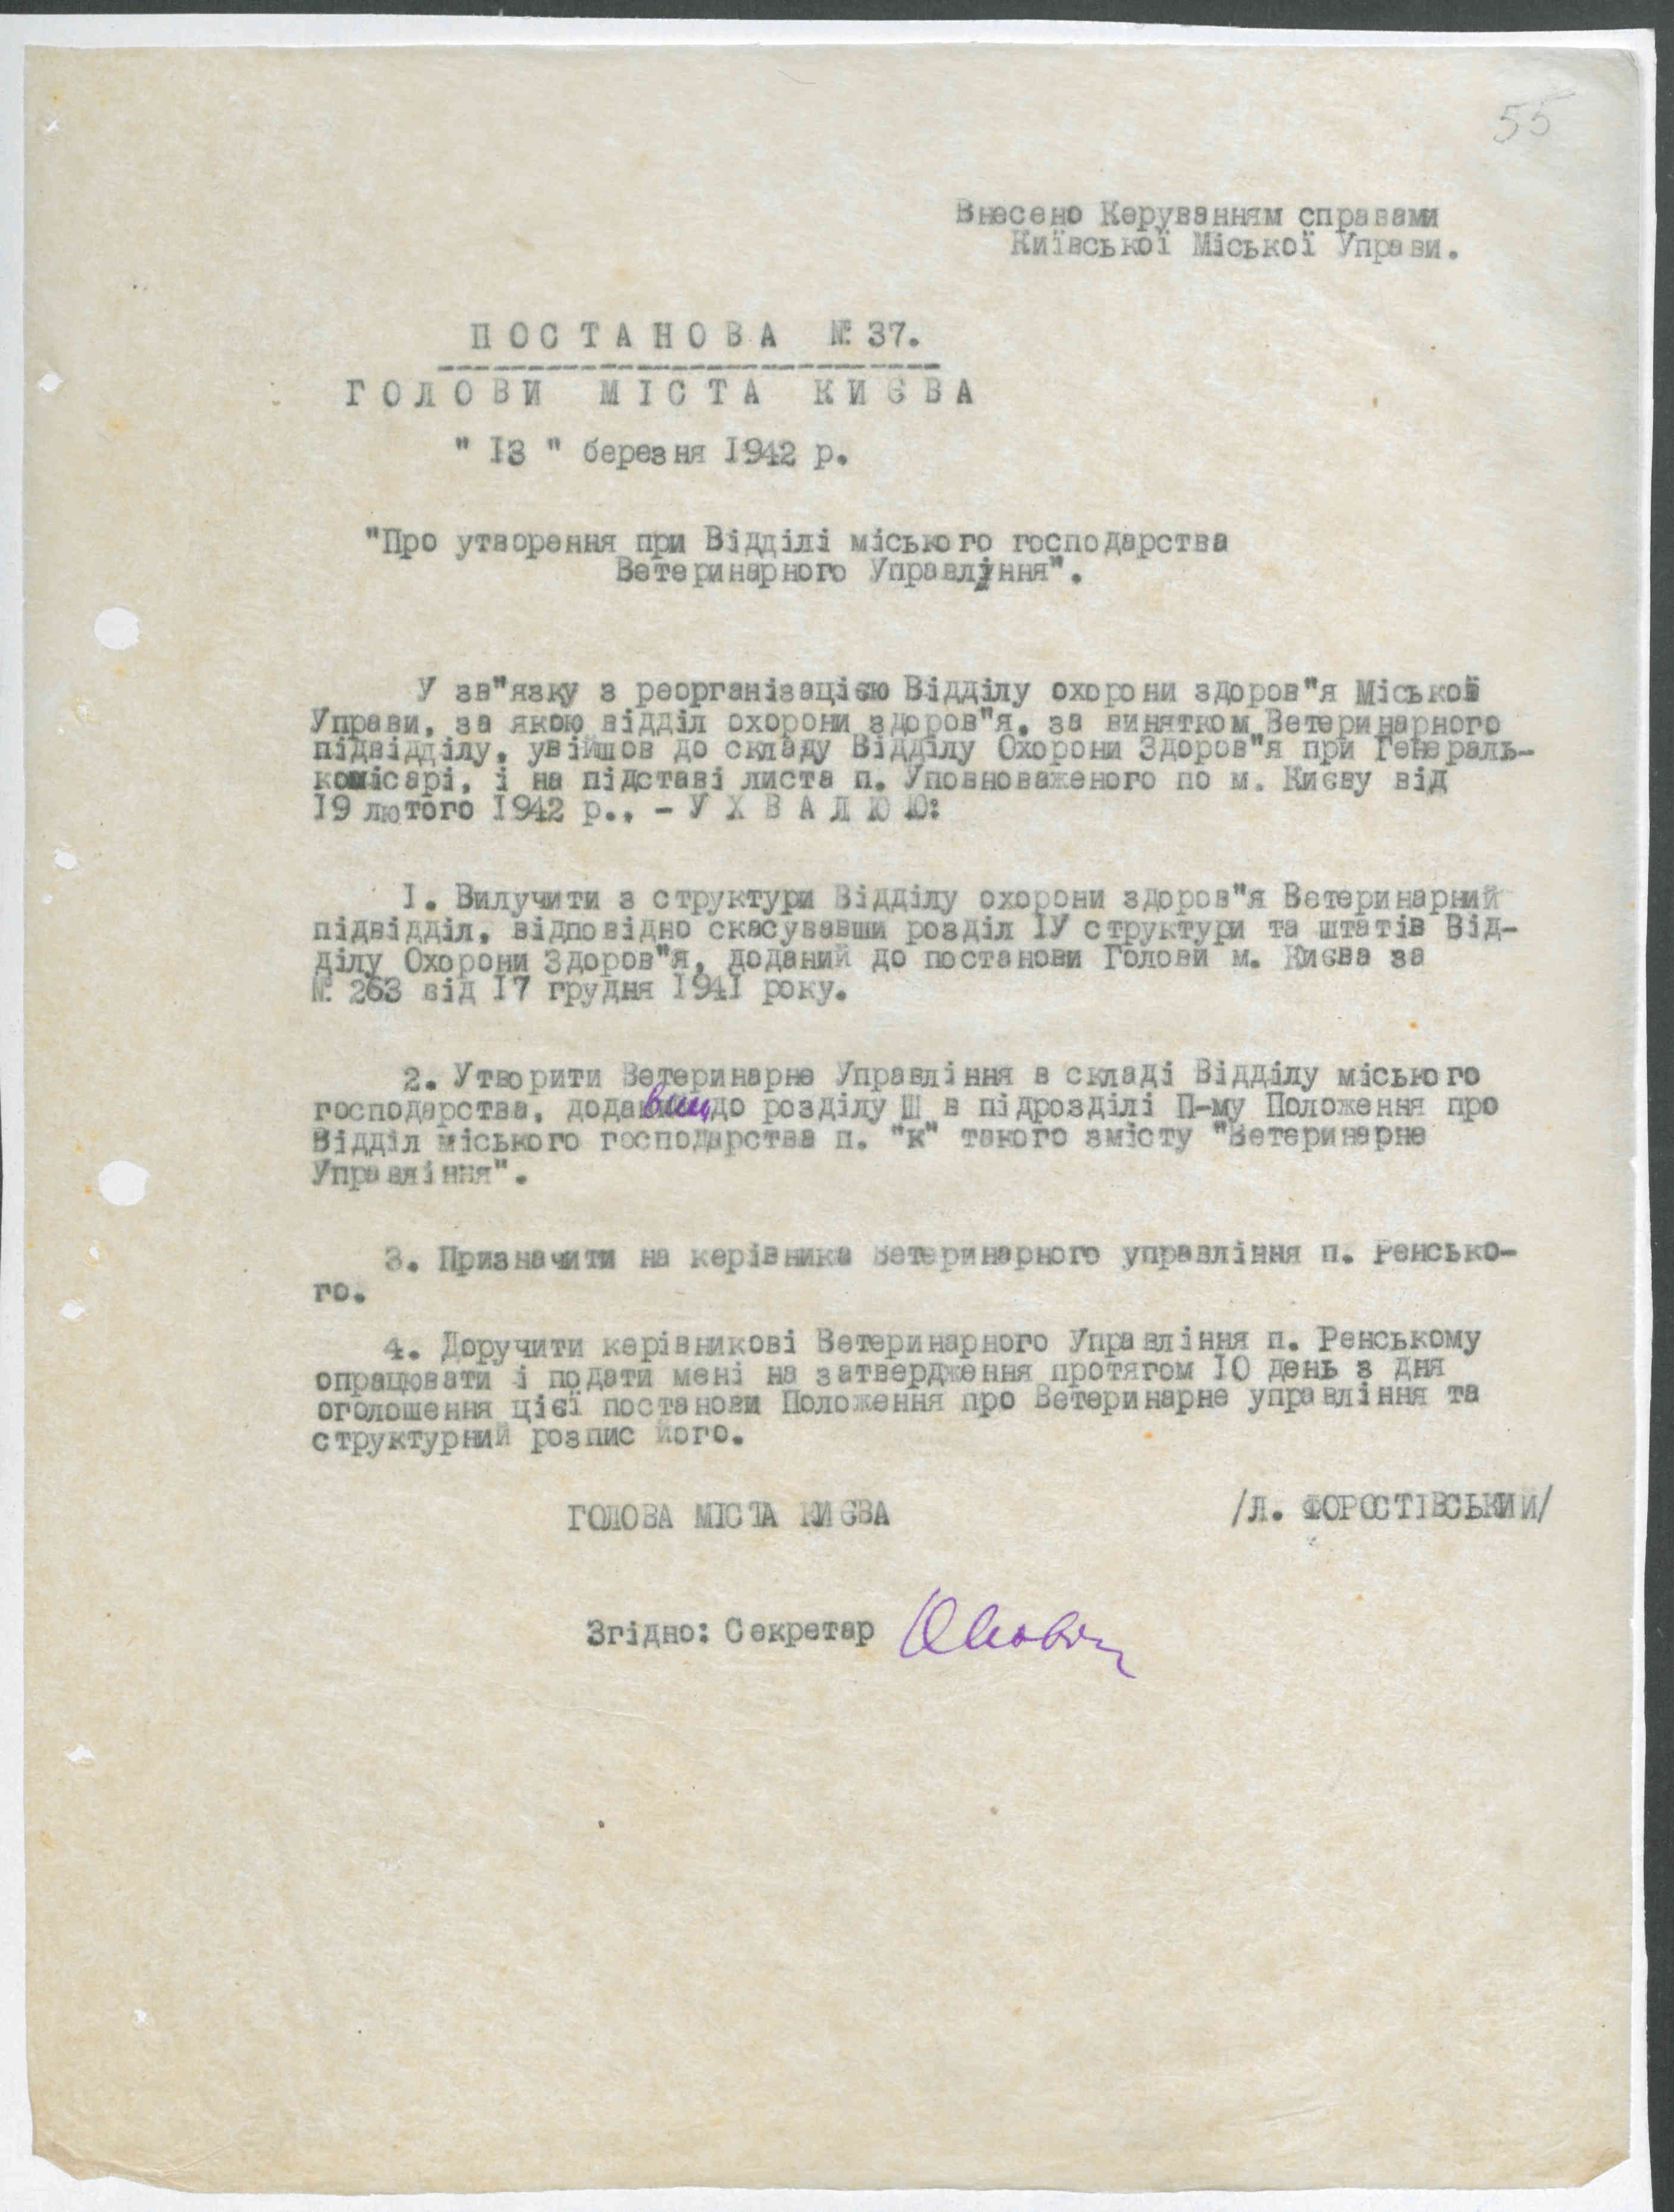 55
Внесено Керуванням справами
Київської Міської Управи.
ПОСТАНОВА №37.
ГОЛОВИ МІСТА КИЄВА
" 13 " березня 1942 р.
"Про утворення при Відділі міського господарства
Ветеринарного Управління".
У зв"язку з реорганізацією Відділу охорони здоров"я Міської
Управи, за якою відділ охорони здоров"я, за винятком Ветеринарного
підвідділу, увійшов до складу Відділу Охорони Здоров"я при Генераль-
комісарі, і на підставі листа п. Уповноваженого по м. Києву від
19 лютого 1942 р., - У Х В А Л Ю Ю:
1. Вилучити з структури Відділу охорони здоров"я Ветеринарний
підвідділ, відповідно скасувавши розділ ІУ структури та штатів Від-
ділу Охорони Здоров"я, доданий до постанови Голови м. Києва за
№ 263 від 17 грудня 1941 року.
2. Утворити Ветеринарне Управління в складі Відділу міського
господарства, додавши до розділу Ш в підрозділі П-му Положення про
Відділ міського господарства п. "к" такого змісту "Ветеринарне
Управління".
3. Призначити на керівника Ветеринарного управління п. Ренсько-
го.
4. Доручити керівникові Ветеринарного Управління п. Ренському
опрацювати і подати мені на затвердження протягом 10 день з дня
оголошення цієї постанови Положення про Ветеринарне управління та
структурний розпис його.
ГОЛОВА МІСТА КИЄВА /Л. ФОРОСТІВСЬКИЙ/
Згідно: Секретар